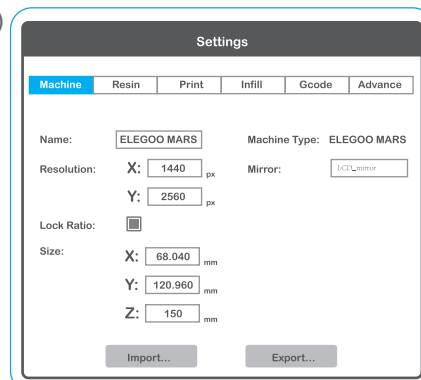 Settings
Machine Resin Print Infill Gcode Advance
Name: ELEGOO MARS Machine Type: ELEGOO MARS
Resolution: X: 1440 px Mirror: LCD_mirror
Y: 2560 px
Lock Ratio:
Size: X: 68.040 mm
Y: 120.960 mm
Z: 150 mm
Import... Export...